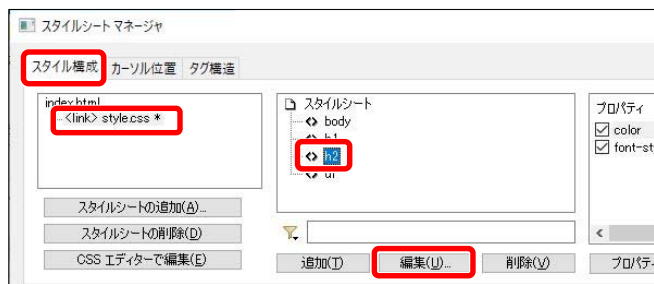 スタイルシート マネージャ
スタイル構成 カーソル位置 タグ構造
index.html
<link> style.css *
スタイルシートの追加(A)...
スタイルシートの削除(D)
CSS エディターで編集(E)
スタイルシート
body
h1
h2
ul
追加(T) 編集(U)... 削除(V)
プロパティ
color
font-st
プロパティ